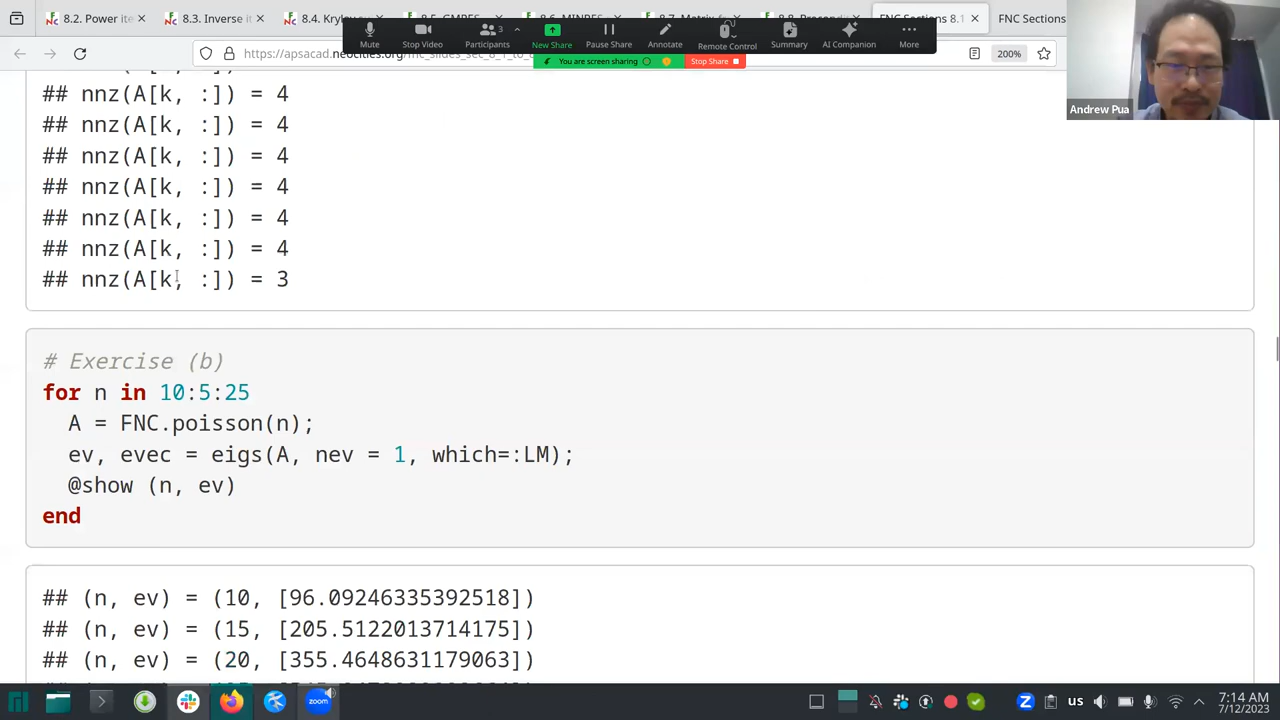 8.2. Power ite
8.3. Inverse it
8.4. Krylov
FNC Sections 8.1
FNC Sections
Mute
Stop Video
Participants
3
New Share
Pause Share
Annotate
Remote Control
Summary
AI Companion
More
You are screen sharing
Stop Share
200%
Andrew Pua
## nnz(A[k, :]) = 4
## nnz(A[k, :]) = 4
## nnz(A[k, :]) = 4
## nnz(A[k, :]) = 4
## nnz(A[k, :]) = 4
## nnz(A[k, :]) = 4
## nnz(A[k, :]) = 3
# Exercise (b)
for n in 10:5:25
A = FNC.poisson(n);
ev, evec = eigs(A, nev = 1, which=:LM);
@show (n, ev)
end
## (n, ev) = (10, [96.09246335392518])
## (n, ev) = (15, [205.5122013714175])
## (n, ev) = (20, [355.4648631179063])
zoom
us
7:14 AM
7/12/2023